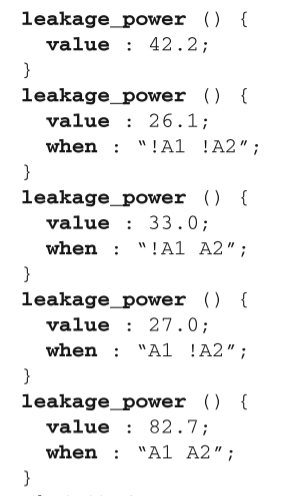 leakage_power () {
value : 42.2;
}
leakage_power () {
value : 26.1;
when : “!A1 !A2”;
}
leakage_power () {
value : 33.0;
when : “!A1 A2”;
}
leakage_power () {
value : 27.0;
when : “A1 !A2”;
}
leakage_power () {
value : 82.7;
when : “A1 A2”;
}